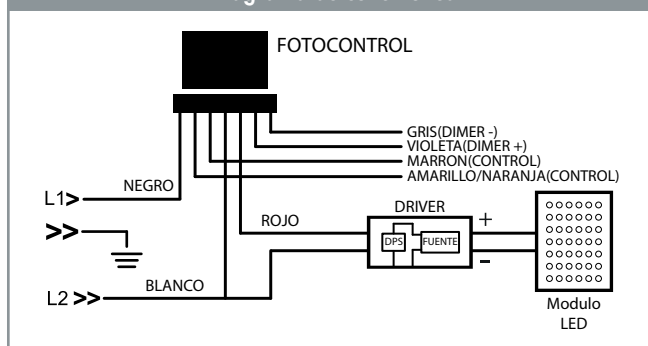 FOTOCONTROL
GRIS(DIMER -)
VIOLETA(DIMER +)
MARRON(CONTROL)
AMARILLO/NARANJA(CONTROL)
NEGRO
L1>
ROJO
DRIVER
+
DPS
FUENTE
-
>>
BLANCO
L2 >>
Modulo
LED